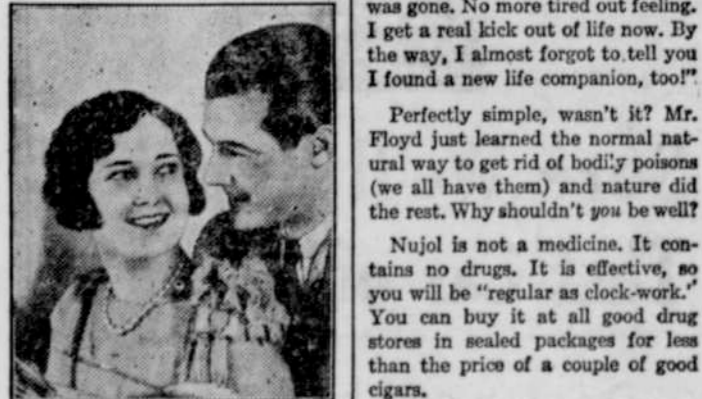 was gone. No more tired out feeling.
I get a real kick out of life now. By
the way, I almost forgot to tell you
I found a new life companion, too!"
Perfectly simple, wasn't it? Mr.
Floyd just learned the normal nat-
ural way to get rid of bodily poisons
(we all have them) and nature did
the rest. Why shouldn't you be well?
Nujol is not a medicine. It con-
tains no drugs. It is effective, so
you will be "regular as clock-work."
You can buy it at all good drug
stores in sealed packages for less
than the price of a couple of good
cigars.